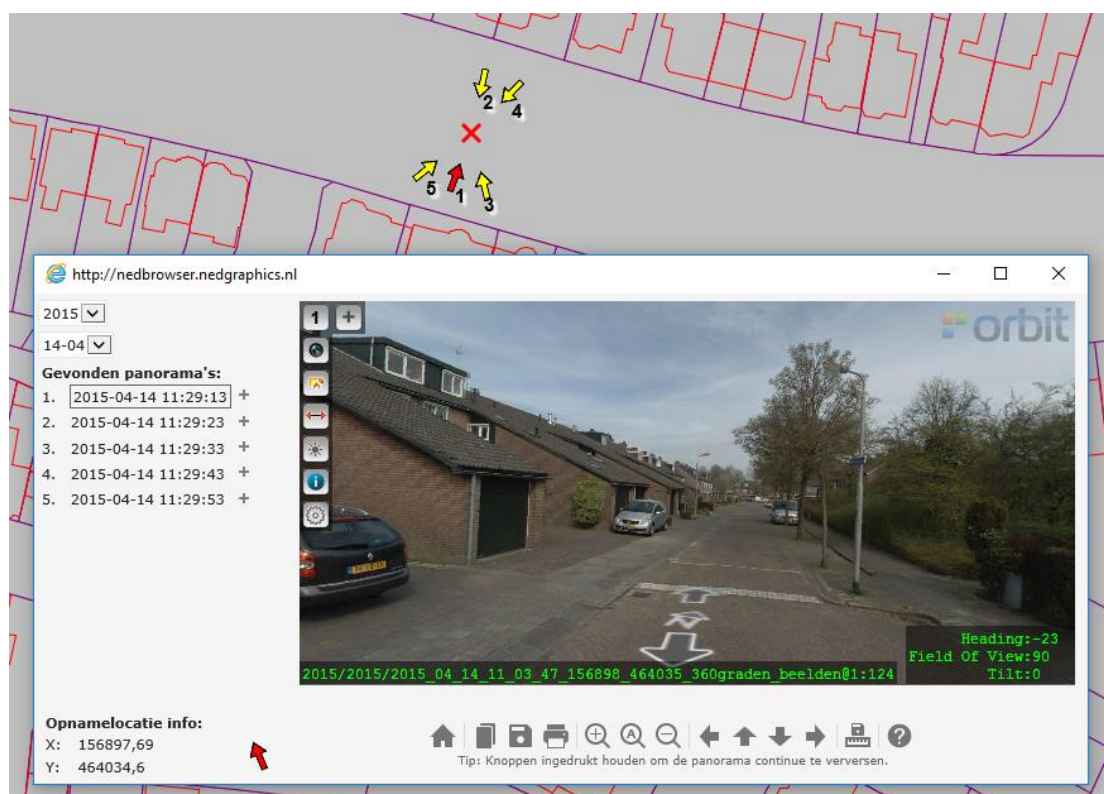 2
4
5
1
3
http://nedbrowser.nedgraphics.nl
2015
14-04
Gevonden panorama's:
1. 2015-04-14 11:29:13 +
2. 2015-04-14 11:29:23 +
3. 2015-04-14 11:29:33 +
4. 2015-04-14 11:29:43 +
5. 2015-04-14 11:29:53 +
1 +
orbit
Heading:-23
Field Of View:90
Tilt:0
2015/2015/2015_04_14_11_03_47_156898_464035_360graden_beelden@1:124
Opnamelocatie info:
X: 156897,69
Y: 464034,6
A
?
Tip: Knoppen ingedrukt houden om de panorama continue te verversen.